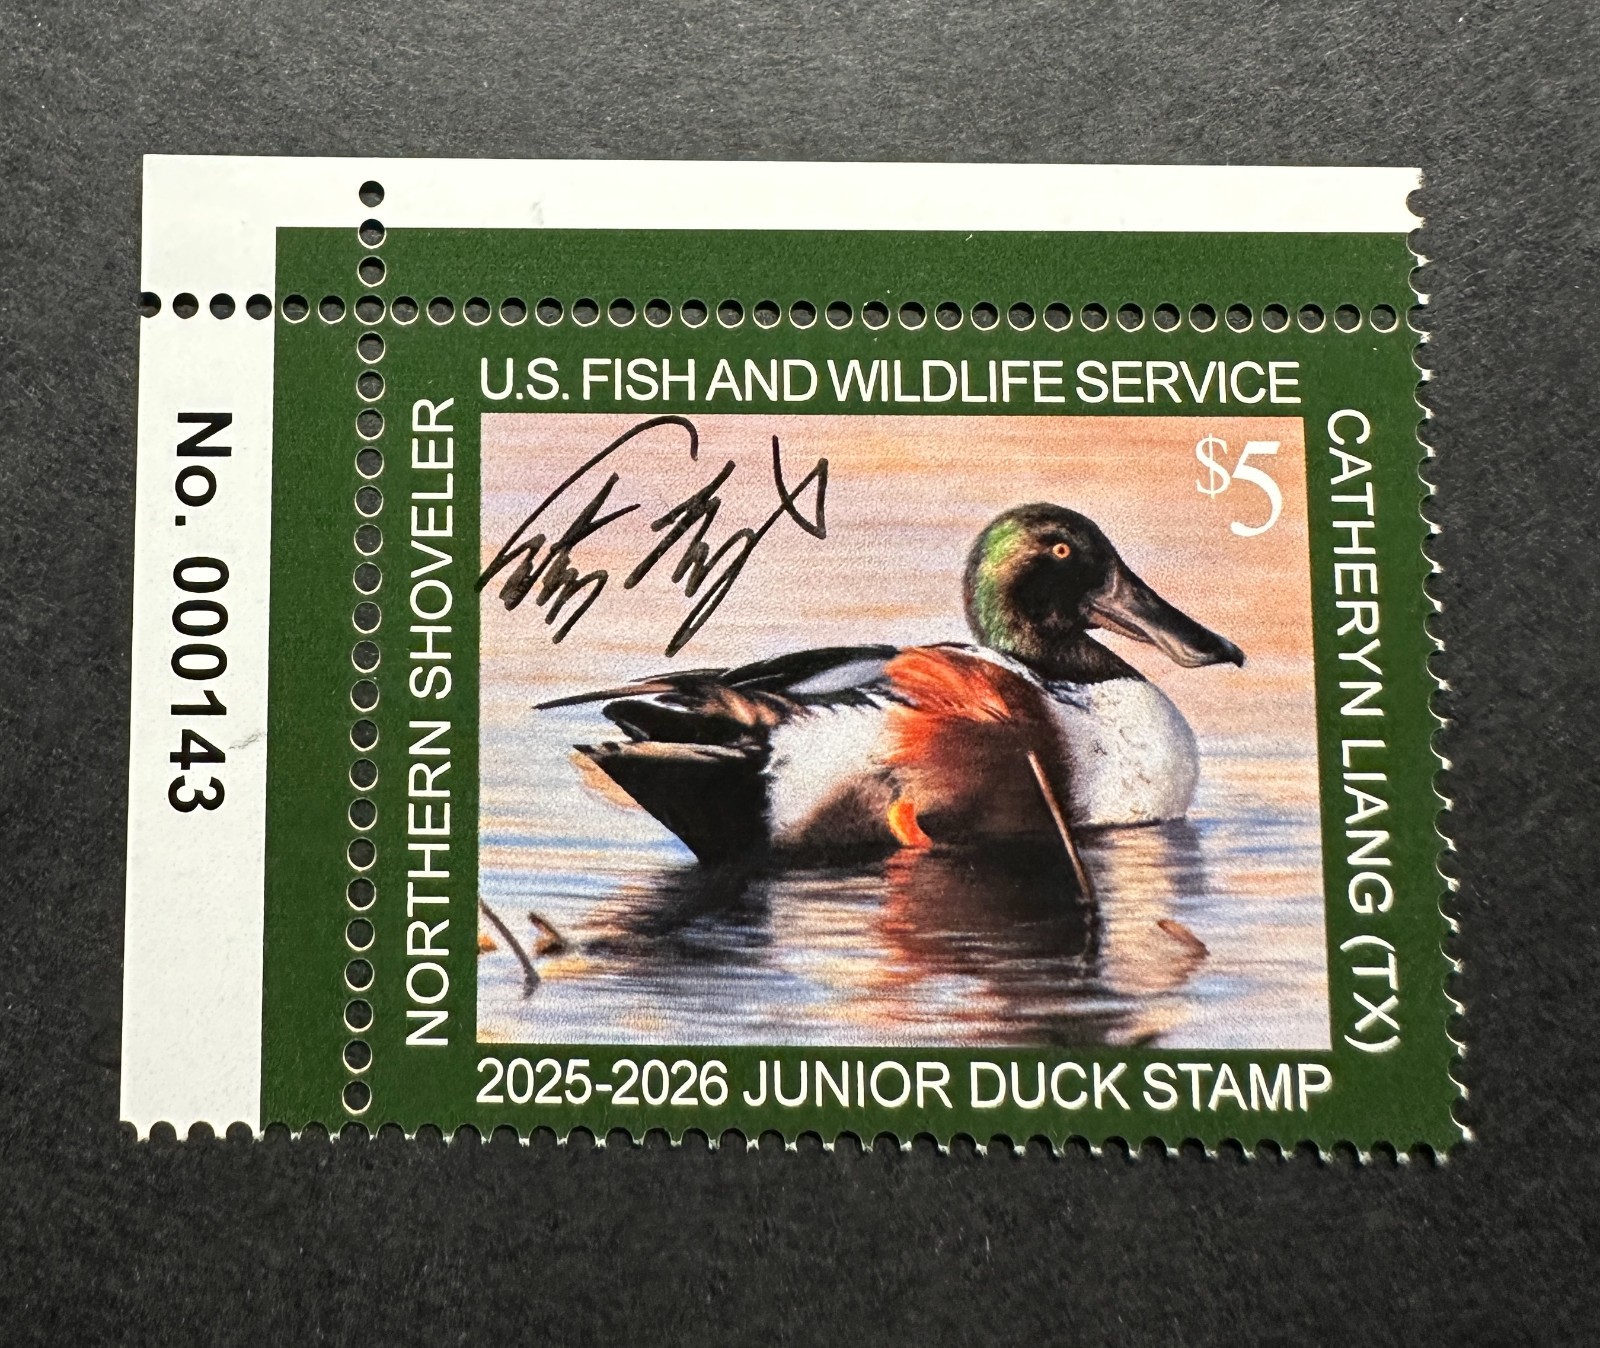 U.S. FISH AND WILDLIFE SERVICE
No. 000143
NORTHERN SHOVELER
$5
CATHERYN LIANG (TX)
2025-2026 JUNIOR DUCK STAMP